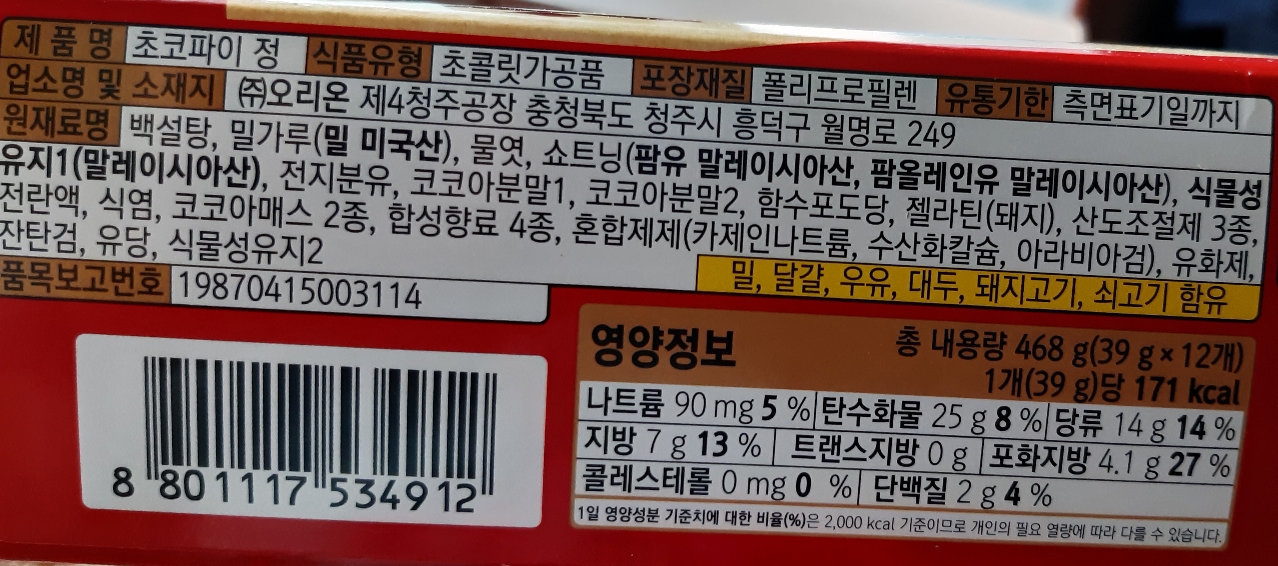 제 품 명 초코파이 정 식품유형 초콜릿가공품 포장재질 폴리프로필렌 유통기한 측면표기일까지
업소명 및 소재지 ㈜오리온 제4청주공장 충청북도 청주시 흥덕구 월명로 249
원재료명 백설탕, 밀가루(밀 미국산), 물엿, 쇼트닝(팜유 말레이시아산, 팜올레인유 말레이시아산), 식물성
유지1(말레이시아산), 전지분유, 코코아분말1, 코코아분말2, 함수포도당, 젤라틴(돼지), 산도조절제 3종,
전란액, 식염, 코코아매스 2종, 합성향료 4종, 혼합제제(카제인나트륨, 수산화칼슘, 아라비아검), 유화제,
잔탄검, 유당, 식물성유지2
밀, 달걀, 우유, 대두, 돼지고기, 쇠고기 함유
품목보고번호 19870415003114
영양정보 총 내용량 468 g(39 g×12개)
1개(39 g)당 171 kcal
나트륨 90 mg 5 % 탄수화물 25 g 8 % 당류 14 g 14 %
지방 7 g 13 % 트랜스지방 0 g 포화지방 4.1 g 27 %
콜레스테롤 0 mg 0 % 단백질 2 g 4 %
1일 영양성분 기준치에 대한 비율(%)은 2,000 kcal 기준이므로 개인의 필요 열량에 따라 다를 수 있습니다.
8 801117 534912